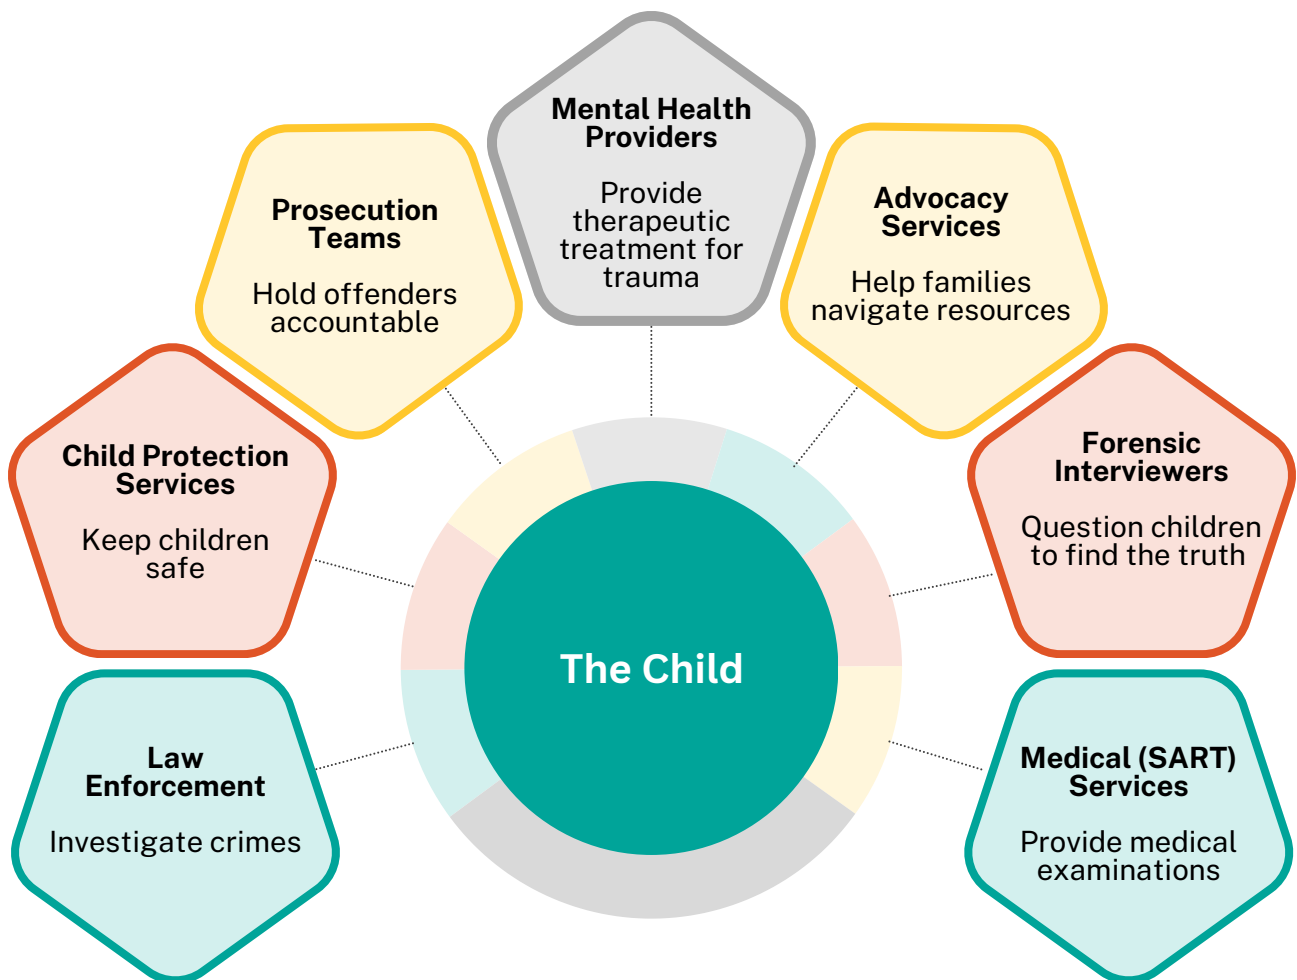 Mental Health
Providers
Provide
therapeutic
treatment for
trauma
Prosecution
Teams
Hold offenders
accountable
Advocacy
Services
Help families
navigate resources
Child Protection
Services
Keep children
safe
Forensic
Interviewers
Question children
to find the truth
The Child
Law
Enforcement
Investigate crimes
Medical (SART)
Services
Provide medical
examinations